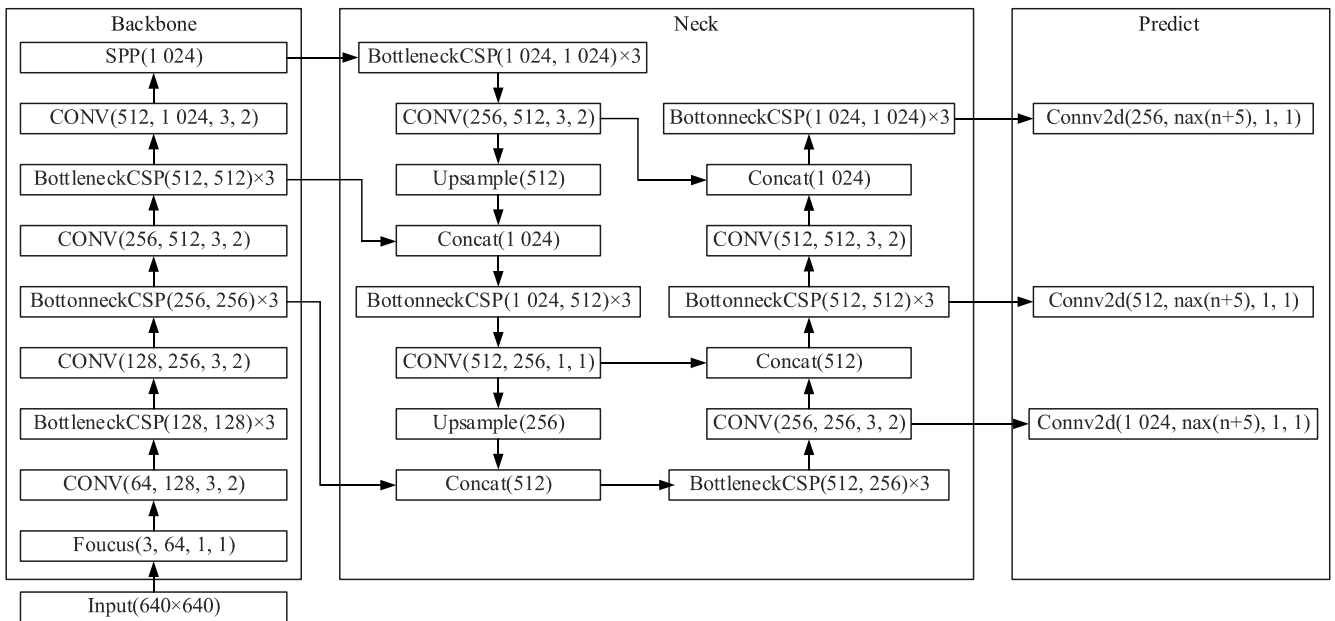 Backbone
SPP(1 024)
CONV(512, 1 024, 3, 2)
BottleneckCSP(512, 512)×3
CONV(256, 512, 3, 2)
BottonneckCSP(256, 256)×3
CONV(128, 256, 3, 2)
BottleneckCSP(128, 128)×3
CONV(64, 128, 3, 2)
Foucus(3, 64, 1, 1)
Input(640×640)
Neck
BottleneckCSP(1 024, 1 024)×3
CONV(256, 512, 3, 2)
Upsample(512)
Concat(1 024)
BottonneckCSP(1 024, 512)×3
CONV(512, 256, 1, 1)
Upsample(256)
Concat(512)
BottonneckCSP(1 024, 1 024)×3
Concat(1 024)
CONV(512, 512, 3, 2)
BottonneckCSP(512, 512)×3
Concat(512)
CONV(256, 256, 3, 2)
BottleneckCSP(512, 256)×3
Predict
Connv2d(256, nax(n+5), 1, 1)
Connv2d(512, nax(n+5), 1, 1)
Connv2d(1 024, nax(n+5), 1, 1)